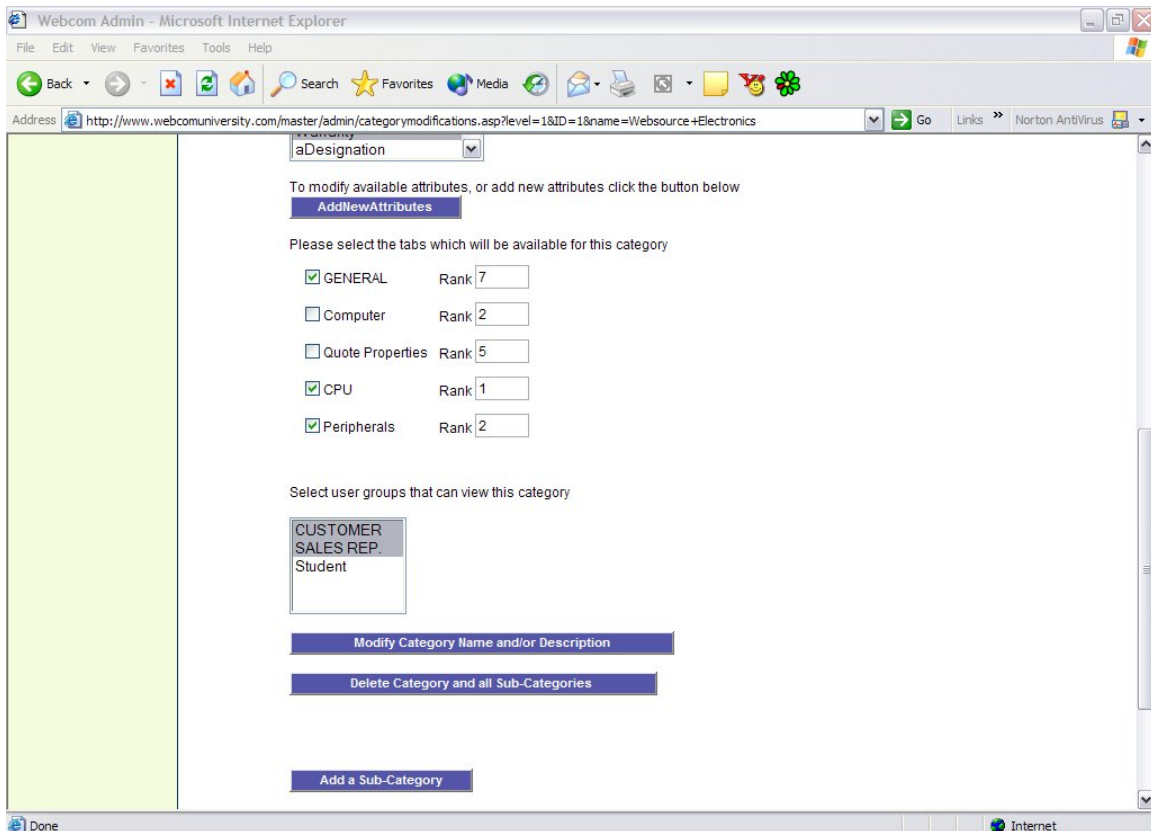 Webcom Admin - Microsoft Internet Explorer
File Edit View Favorites Tools Help
Back Search Favorites Media
Address http://www.webcomuniversity.com/master/admin/categorymodifications.asp?level=1&ID=1&name=Websource+Electronics Go Links » Norton AntiVirus
Warranty
aDesignation
To modify available attributes, or add new attributes click the button below
AddNewAttributes
Please select the tabs which will be available for this category
GENERAL Rank 7
Computer Rank 2
Quote Properties Rank 5
CPU Rank 1
Peripherals Rank 2
Select user groups that can view this category
CUSTOMER
SALES REP.
Student
Modify Category Name and/or Description
Delete Category and all Sub-Categories
Add a Sub-Category
Done Internet